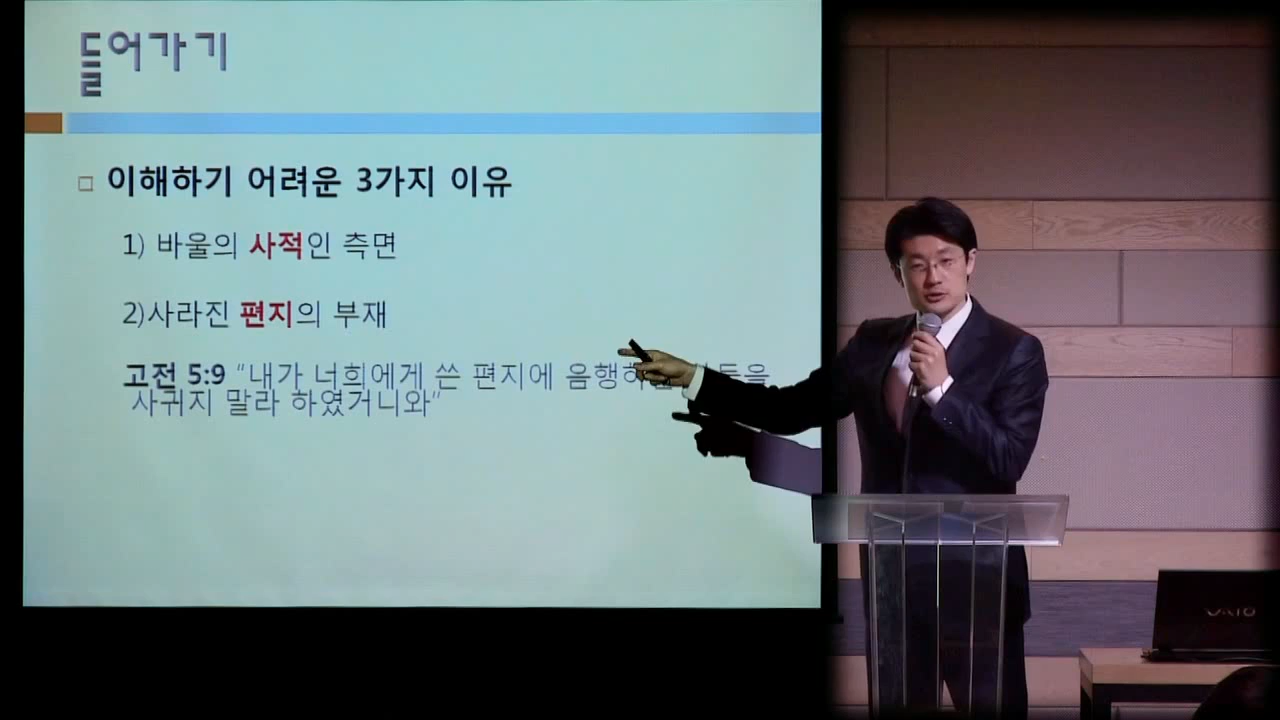 들어가기
이해하기 어려운 3가지 이유
1) 바울의 사적인 측면
2)사라진 편지의 부재
고전 5:9 “내가 너희에게 쓴 편지에 음행하는 들을
사귀지 말라 하였거니와”
VAIO